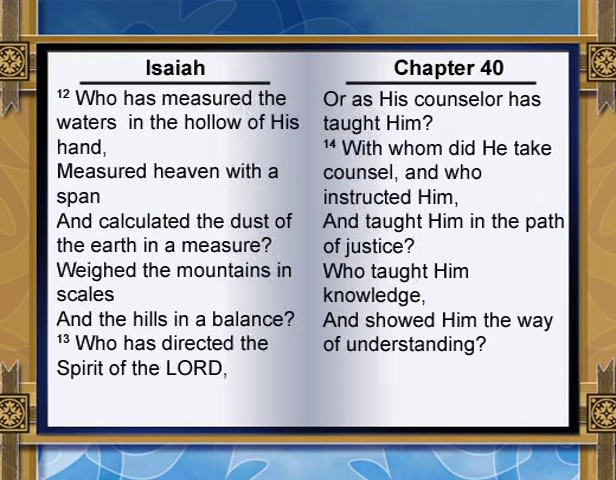 Isaiah
¹² Who has measured the
waters in the hollow of His
hand,
Measured heaven with a
span
And calculated the dust of
the earth in a measure?
Weighed the mountains in
scales
And the hills in a balance?
¹³ Who has directed the
Spirit of the LORD,
Chapter 40
Or as His counselor has
taught Him?
¹⁴ With whom did He take
counsel, and who
instructed Him,
And taught Him in the path
of justice?
Who taught Him
knowledge,
And showed Him the way
of understanding?